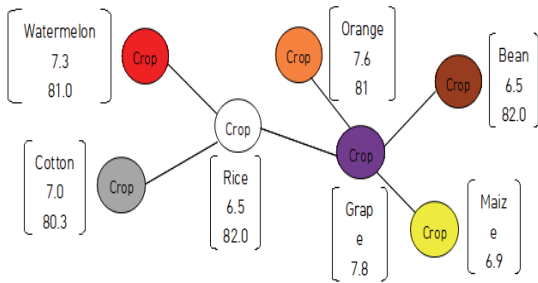 Watermelon
7.3
81.0
Crop
Crop
Orange
7.6
81
Crop
Bean
6.5
82.0
Cotton
7.0
80.3
Crop
Crop
Rice
6.5
82.0
Crop
Grap
e
7.8
Crop
Maiz
e
6.9